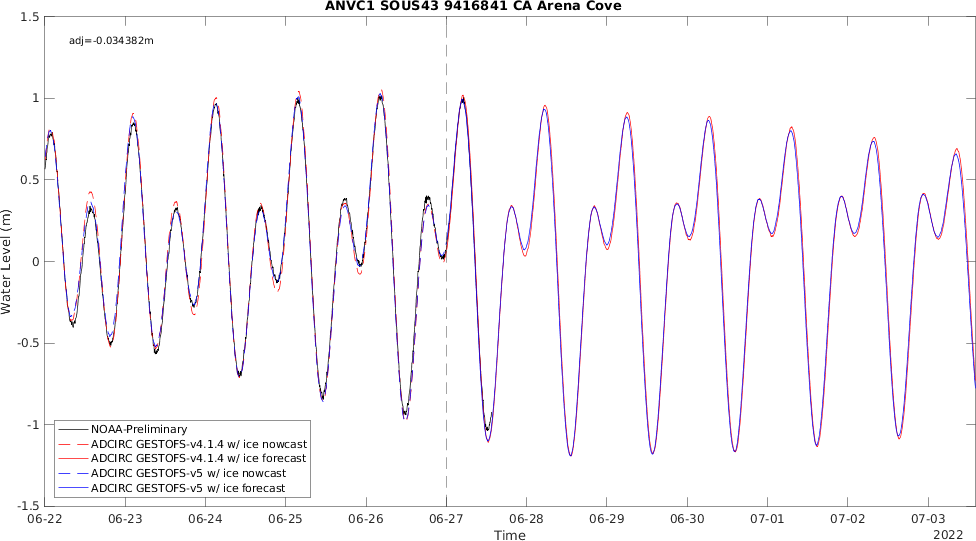 ANVC1 SOUS43 9416841 CA Arena Cove
adj=-0.034382m
Water Level (m)
1.5
1
0.5
0
-0.5
-1
-1.5
NOAA-Preliminary
ADCIRC GESTOFS-v4.1.4 w/ ice nowcast
ADCIRC GESTOFS-v4.1.4 w/ ice forecast
ADCIRC GESTOFS-v5 w/ ice nowcast
ADCIRC GESTOFS-v5 w/ ice forecast
06-22 06-23 06-24 06-25 06-26 06-27 06-28 06-29 06-30 07-01 07-02 07-03
Time
2022